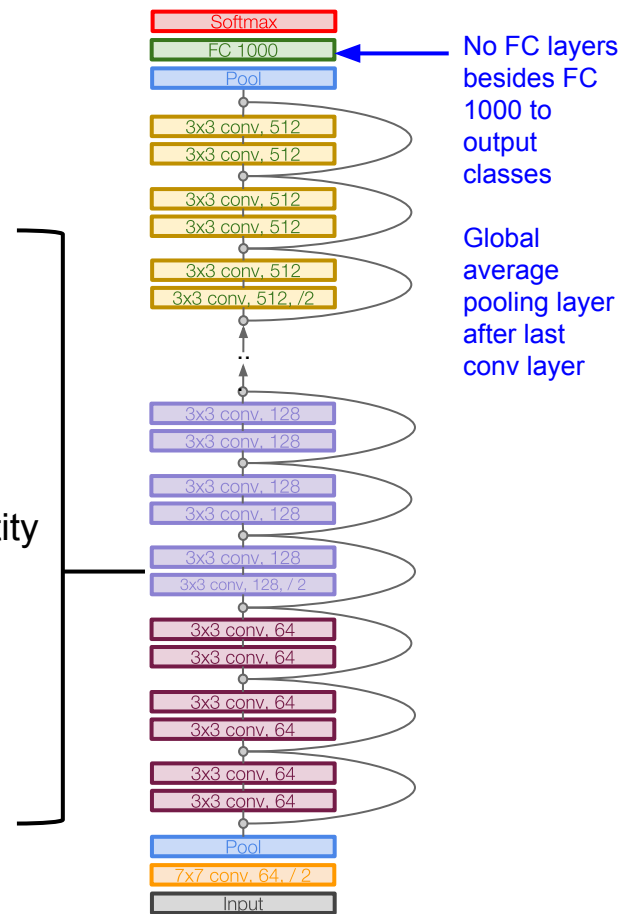 Softmax
FC 1000
Pool
3x3 conv, 512
3x3 conv, 512
3x3 conv, 512
3x3 conv, 512
3x3 conv, 512
3x3 conv, 512, /2
..
3x3 conv, 128
3x3 conv, 128
3x3 conv, 128
3x3 conv, 128
3x3 conv, 128
3x3 conv, 128, / 2
3x3 conv, 64
3x3 conv, 64
3x3 conv, 64
3x3 conv, 64
3x3 conv, 64
3x3 conv, 64
Pool
7x7 conv, 64, / 2
Input
No FC layers
besides FC
1000 to
output
classes
Global
average
pooling layer
after last
conv layer